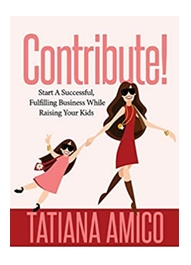 Contribute!
Start A Successful,
Fulfilling Business While
Raising Your Kids
TATIANA AMICO